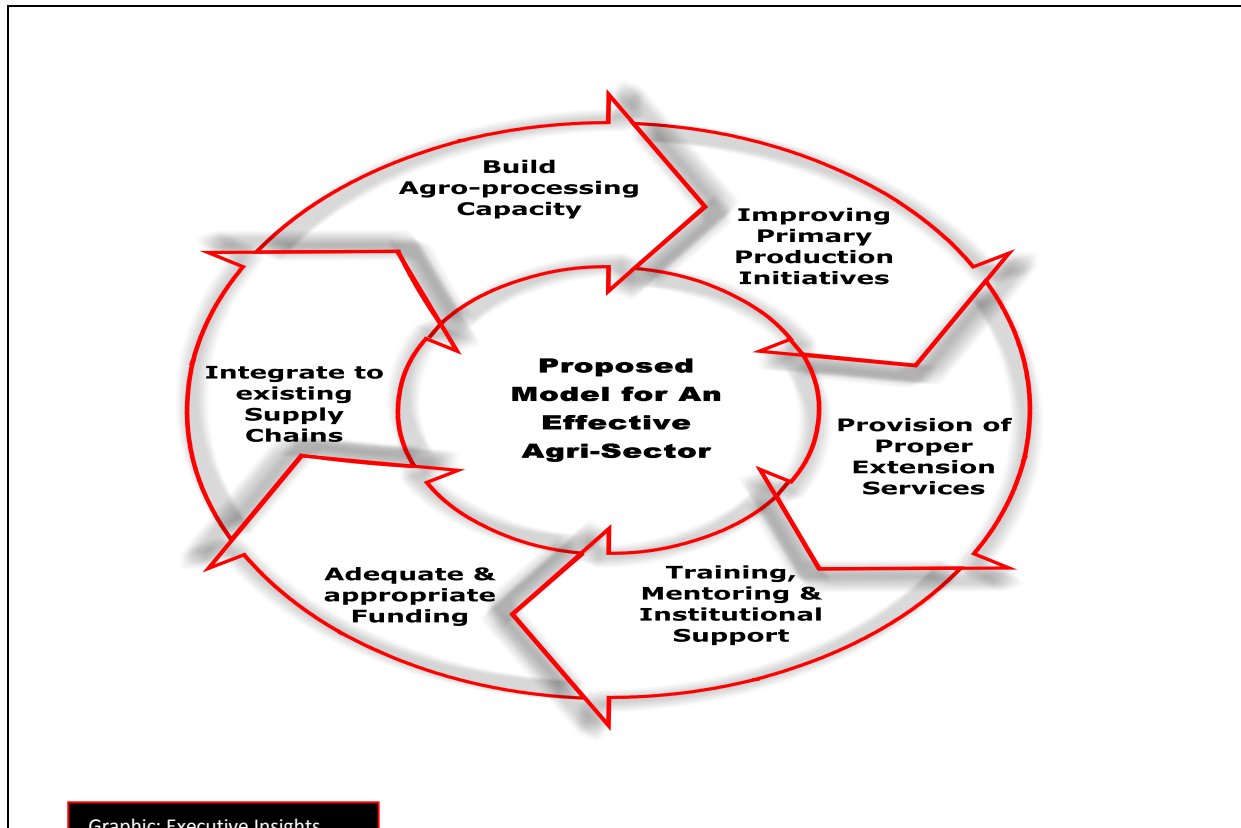 Build
Agro-processing
Capacity
Improving
Primary
Production
Initiatives
Provision of
Proper
Extension
Services
Training,
Mentoring &
Institutional
Support
Adequate &
appropriate
Funding
Integrate to
existing
Supply
Chains
Proposed
Model for An
Effective
Agri-Sector
Graphic: Executive Insights